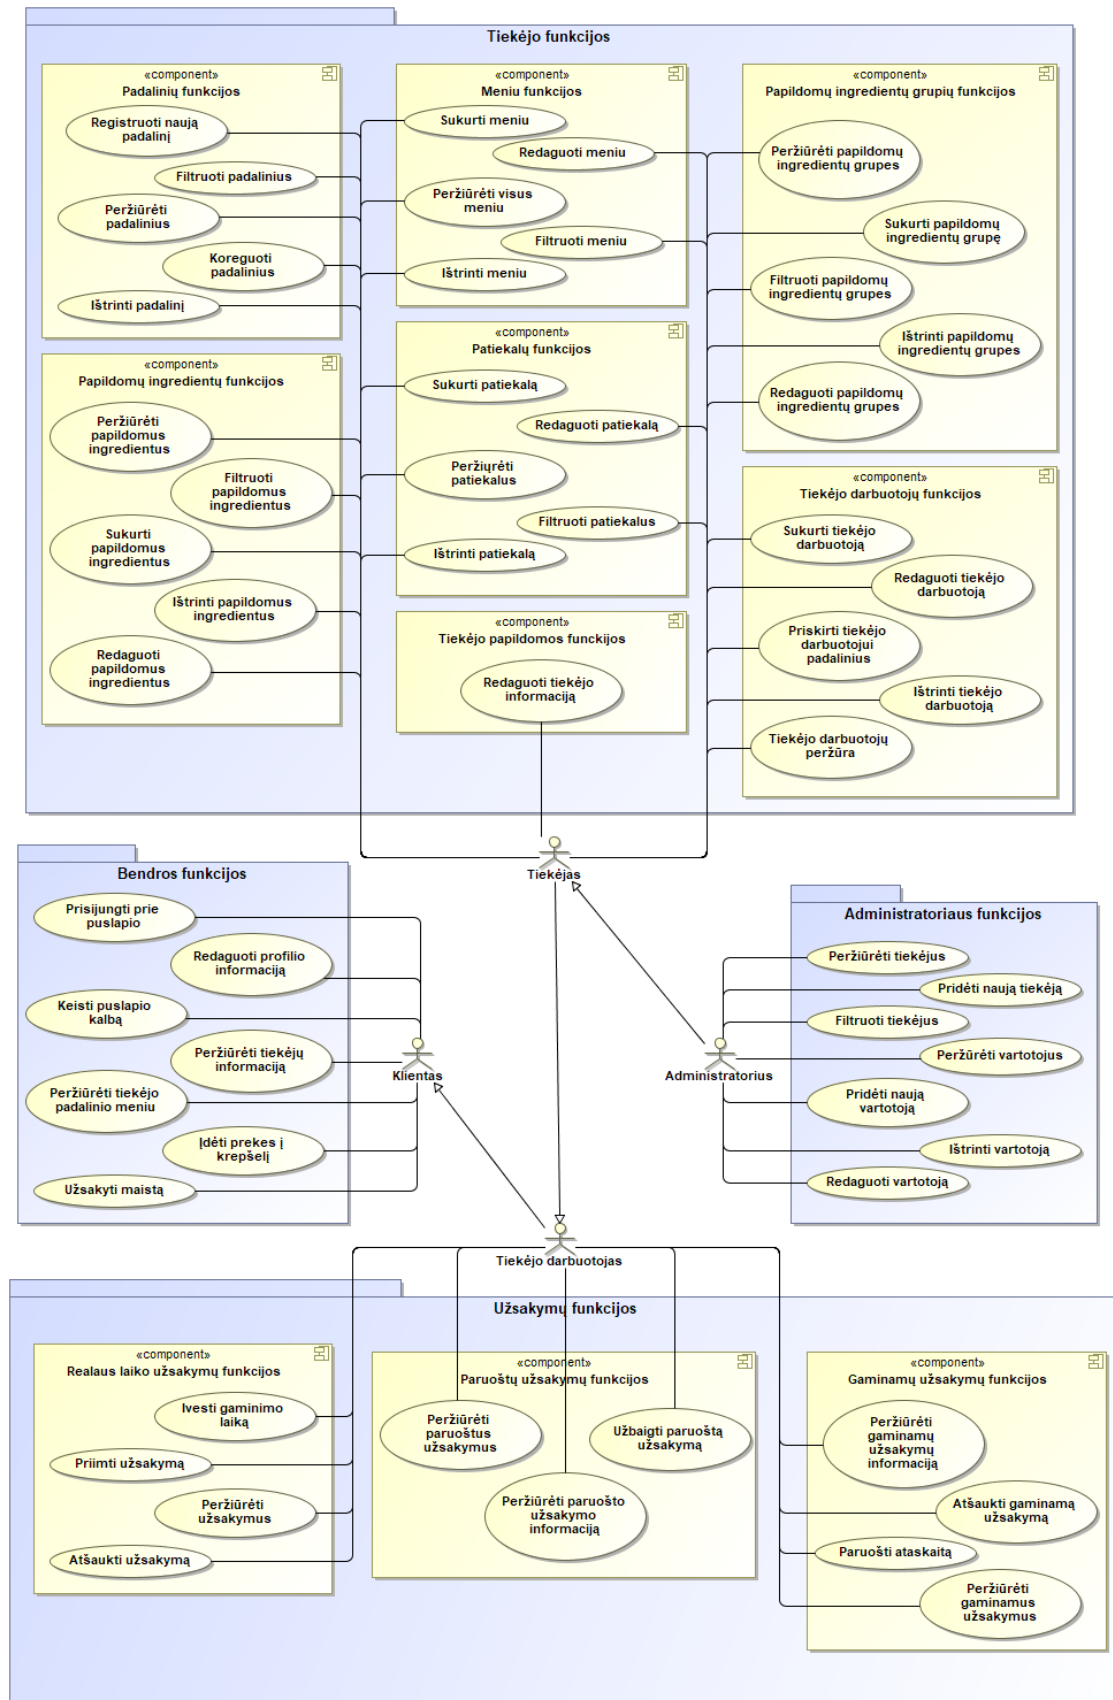 Tiekėjo funkcijos
«component»
Padalinių funkcijos
Registruoti naują
padalinį
Filtruoti padalinius
Peržiūrėti
padalinius
Koreguoti
padalinius
Ištrinti padalinį
«component»
Meniu funkcijos
Sukurti meniu
Redaguoti meniu
Peržiūrėti visus
meniu
Filtruoti meniu
Ištrinti meniu
«component»
Papildomų ingredientų grupių funkcijos
Peržiūrėti papildomų
ingredientų grupes
Sukurti papildomų
ingredientų grupę
Filtruoti papildomų
ingredientų grupes
Ištrinti papildomų
ingredientų grupes
Redaguoti papildomų
ingredientų grupes
«component»
Papildomų ingredientų funkcijos
Peržiūrėti
papildomus
ingredientus
Filtruoti
papildomus
ingredientus
Sukurti
papildomus
ingredientus
Ištrinti papildomus
ingredientus
Redaguoti
papildomus
ingredientus
«component»
Patiekalų funkcijos
Sukurti patiekalą
Redaguoti patiekalą
Peržiųrėti
patiekalus
Filtruoti patiekalus
Ištrinti patiekalą
«component»
Tiekėjo papildomos funckijos
Redaguoti tiekėjo
informaciją
«component»
Tiekėjo darbuotojų funkcijos
Sukurti tiekėjo
darbuotoją
Redaguoti tiekėjo
darbuotoją
Priskirti tiekėjo
darbuotojui
padalinius
Ištrinti tiekėjo
darbuotoją
Tiekėjo darbuotojų
peržūra
Tiekėjas
Bendros funkcijos
Prisijungti prie
puslapio
Redaguoti profilio
informaciją
Keisti puslapio
kalbą
Peržiūrėti tiekėjų
informaciją
Peržiūrėti tiekėjo
padalinio meniu
Įdėti prekes į
krepšelį
Užsakyti maistą
Klientas
Administratorius
Administratoriaus funkcijos
Peržiūrėti tiekėjus
Pridėti naują tiekėją
Filtruoti tiekėjus
Peržūrėti vartotojus
Pridėti naują
vartotoją
Ištrinti vartotoją
Redaguoti vartotoją
Tiekėjo darbuotojas
Užsakymų funkcijos
«component»
Realaus laiko užsakymų funkcijos
Ivesti gaminimo
laiką
Priimti užsakymą
Peržiūrėti
užsakymus
Atšaukti užsakymą
«component»
Paruoštų užsakymų funkcijos
Peržiūrėti
paruoštus
užsakymus
Užbaigti paruoštą
užsakymą
Peržiūrėti paruošto
užsakymo
informaciją
«component»
Gaminamų užsakymų funkcijos
Peržiūrėti
gaminamų
užsakymų
informaciją
Atšaukti gaminamą
užsakymą
Paruošti ataskaitą
Peržiūrėti
gaminamus
užsakymus